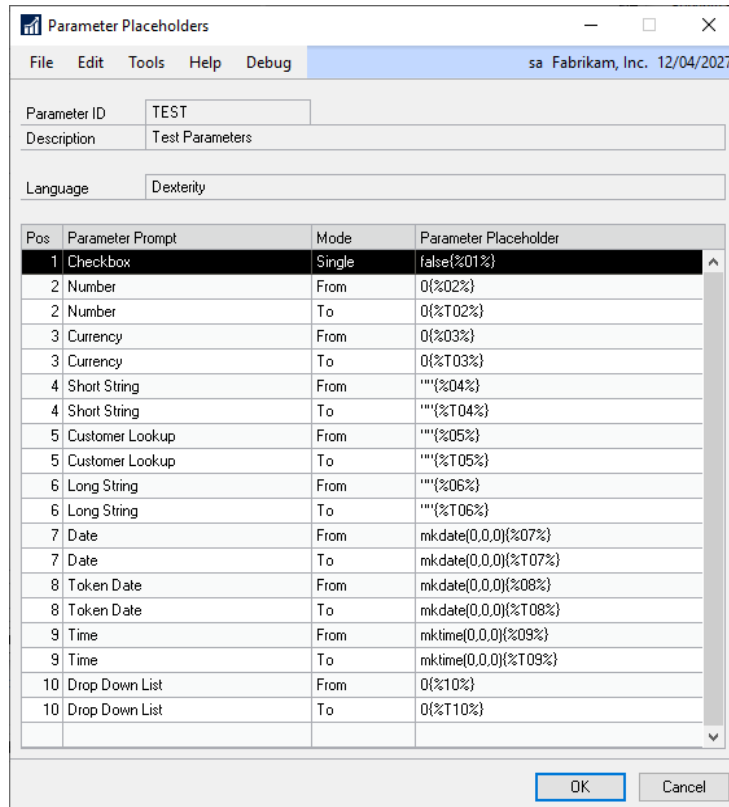 Parameter Placeholders
File Edit Tools Help Debug sa Fabrikam, Inc. 12/04/2027
Parameter ID TEST
Description Test Parameters
Language Dexterity
Pos Parameter Prompt Mode Parameter Placeholder
1 Checkbox Single false{%01%}
2 Number From 0{%02%}
2 Number To 0{%T02%}
3 Currency From 0{%03%}
3 Currency To 0{%T03%}
4 Short String From ""{%04%}
4 Short String To ""{%T04%}
5 Customer Lookup From ""{%05%}
5 Customer Lookup To ""{%T05%}
6 Long String From ""{%06%}
6 Long String To ""{%T06%}
7 Date From mkdate(0,0,0){%07%}
7 Date To mkdate(0,0,0){%T07%}
8 Token Date From mkdate(0,0,0){%08%}
8 Token Date To mkdate(0,0,0){%T08%}
9 Time From mktime(0,0,0){%09%}
9 Time To mktime(0,0,0){%T09%}
10 Drop Down List From 0{%10%}
10 Drop Down List To 0{%T10%}
OK Cancel